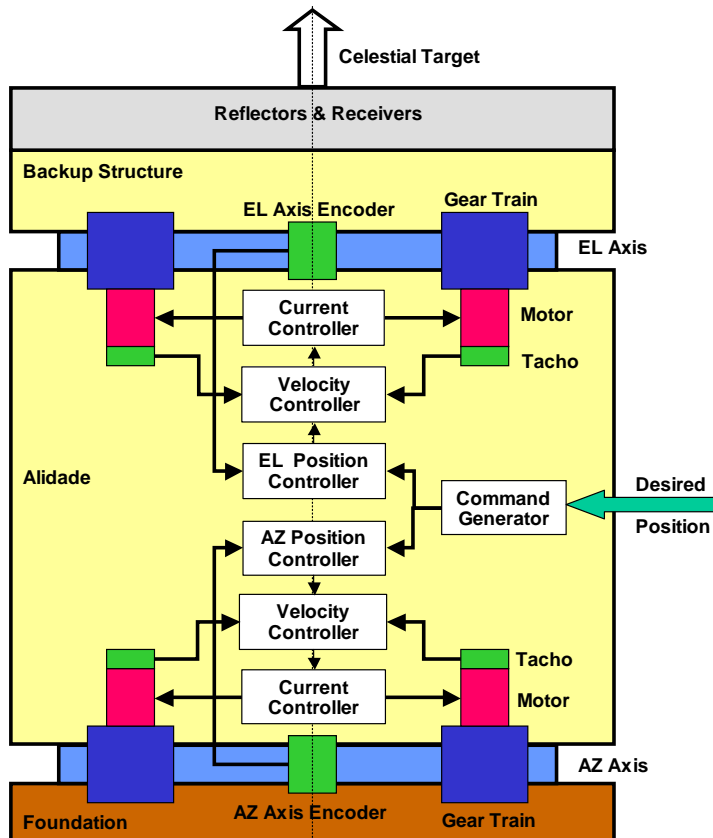 Celestial Target
Reflectors & Receivers
Backup Structure
EL Axis Encoder
Gear Train
EL Axis
Current
Controller
Motor
Tacho
Velocity
Controller
Alidade
EL Position
Controller
Command
Generator
Desired
Position
AZ Position
Controller
Velocity
Controller
Tacho
Current
Controller
Motor
AZ Axis
Foundation
AZ Axis Encoder
Gear Train